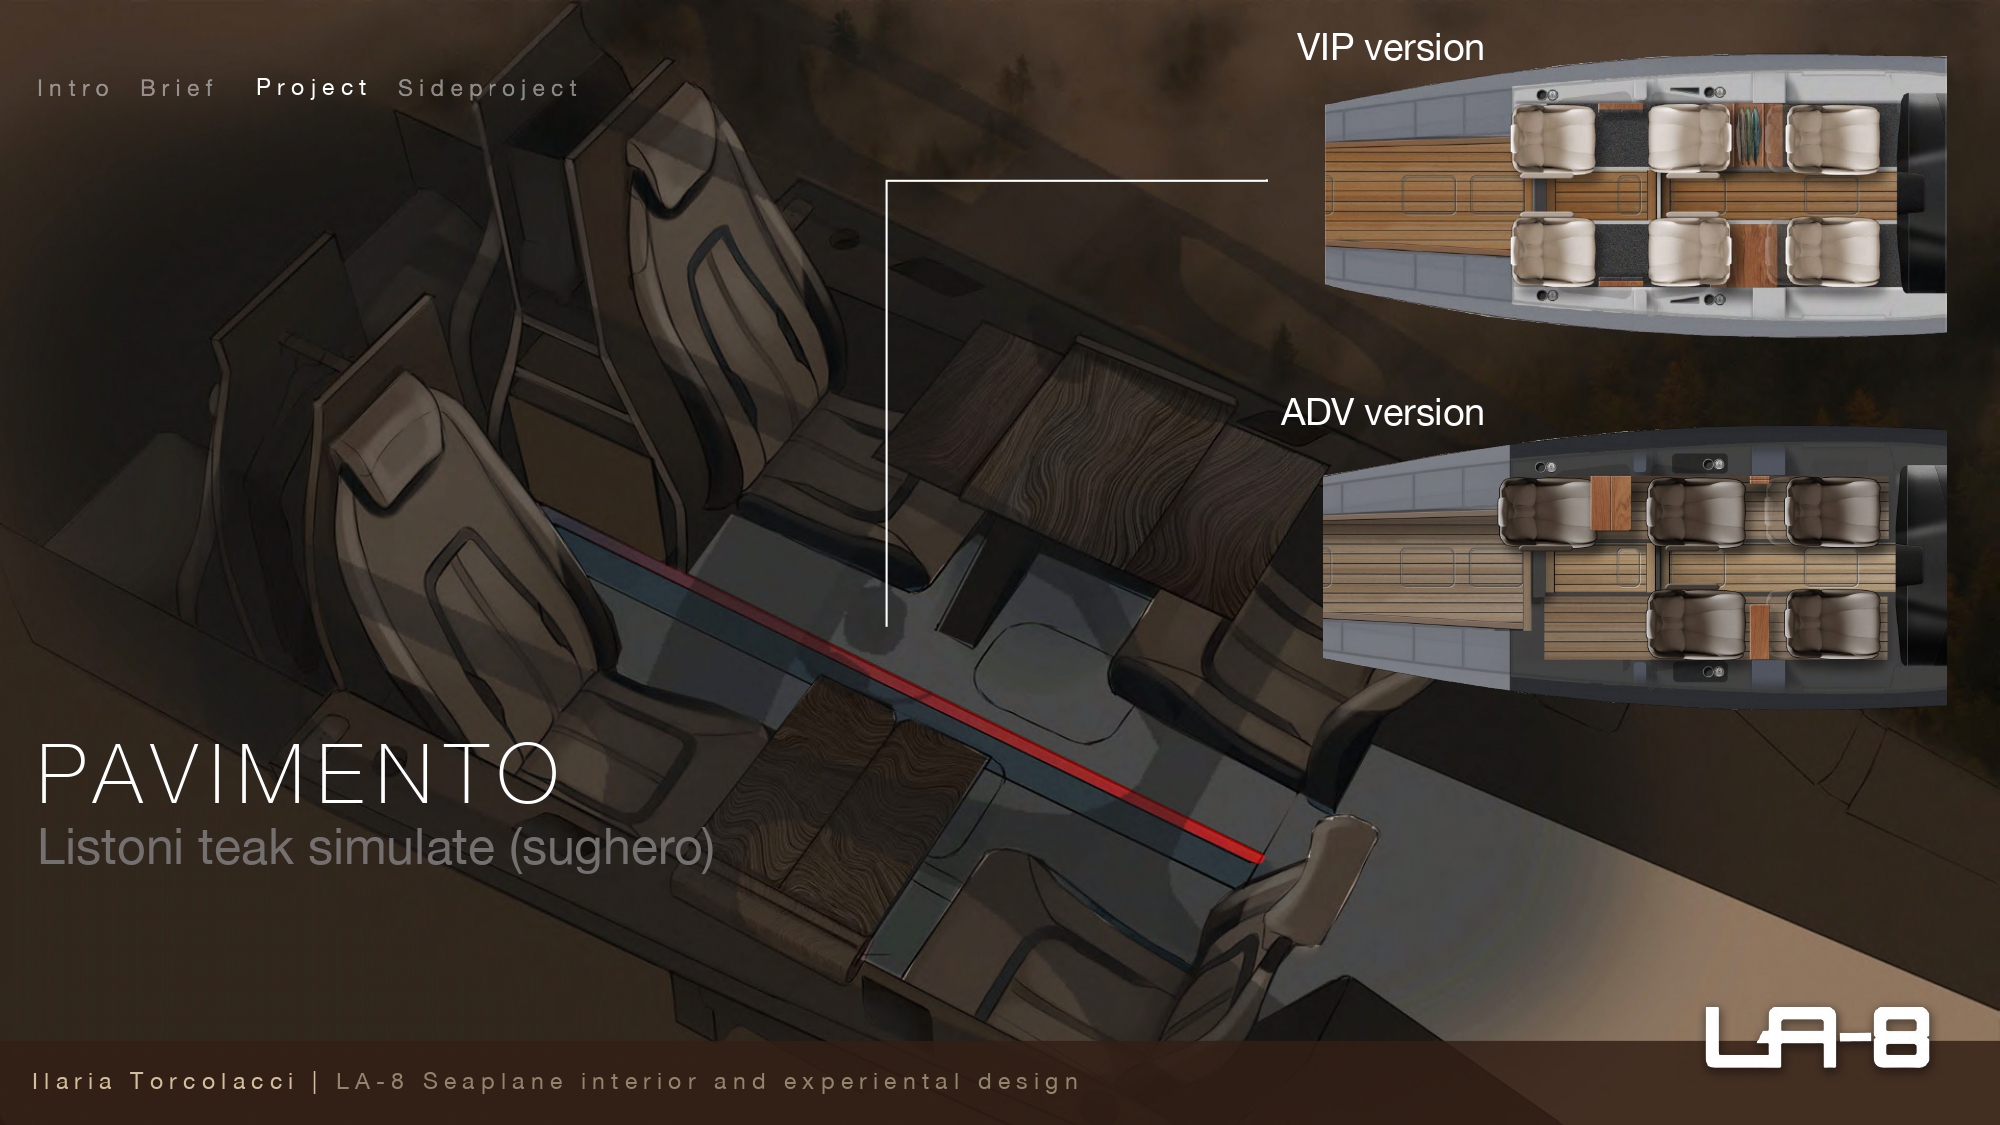 Intro Brief Project Sideproject
VIP version
ADV version
PAVIMENTO
Listoni teak simulate (sughero)
LA-8
Ilaria Torcolacci | LA-8 Seaplane interior and experiental design